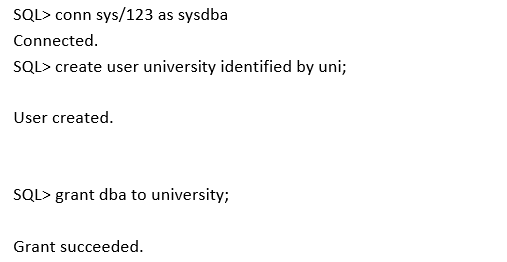 SQL> conn sys/123 as sysdba
Connected.
SQL> create user university identified by uni;
User created.
SQL> grant dba to university;
Grant succeeded.